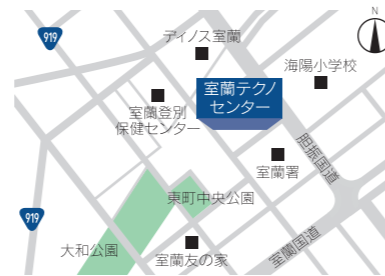 N
919
ディノス室蘭
海陽小学校
室蘭テクノ
センター
室蘭登別
保健センター
胆振国道
室蘭署
東町中央公園
919
大和公園
室蘭友の家
室蘭国道